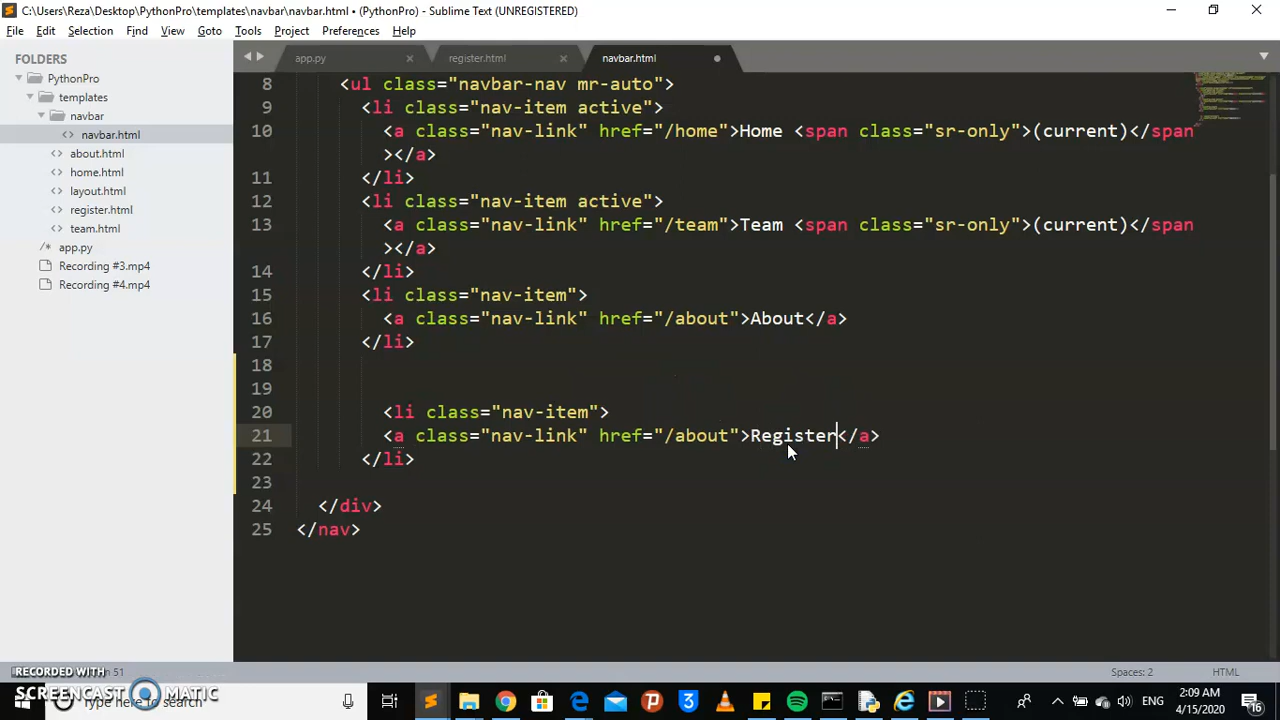 C:\Users\Reza\Desktop\PythonPro\templates\navbar\navbar.html • (PythonPro) - Sublime Text (UNREGISTERED)
File Edit Selection Find View Goto Tools Project Preferences Help
FOLDERS
PythonPro
templates
navbar
navbar.html
about.html
home.html
layout.html
register.html
team.html
app.py
Recording #3.mp4
Recording #4.mp4
app.py register.html navbar.html
8 <ul class="navbar-nav mr-auto">
9 <li class="nav-item active">
10 <a class="nav-link" href="/home">Home <span class="sr-only">(current)</span
></a>
11 </li>
12 <li class="nav-item active">
13 <a class="nav-link" href="/team">Team <span class="sr-only">(current)</span
></a>
14 </li>
15 <li class="nav-item">
16 <a class="nav-link" href="/about">About</a>
17 </li>
18
19
20 <li class="nav-item">
21 <a class="nav-link" href="/about">Register</a>
22 </li>
23
24 </div>
25 </nav>
RECORDED WITH
51 Spaces: 2 HTML
SCREENCAST MATIC
Type here to search
ENG
2:09 AM
4/15/2020
16